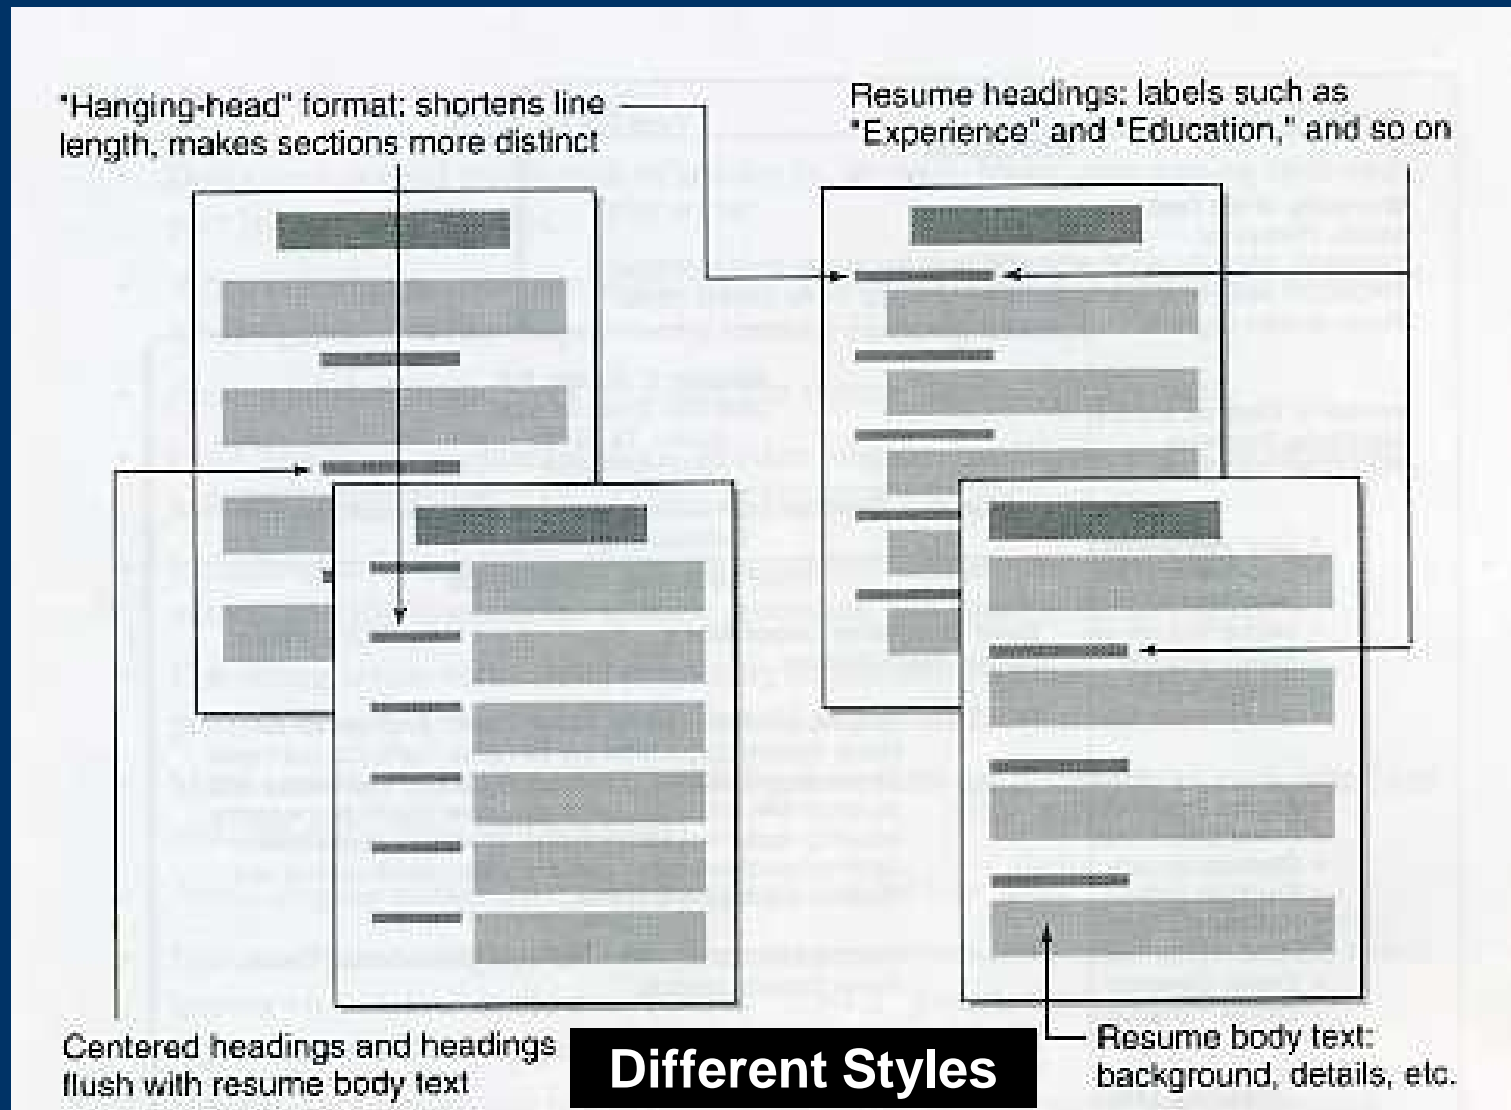 "Hanging-head" format: shortens line
length, makes sections more distinct
Resume headings: labels such as
"Experience" and "Education," and so on
Centered headings and headings
flush with resume body text
Different Styles
Resume body text:
background, details, etc.